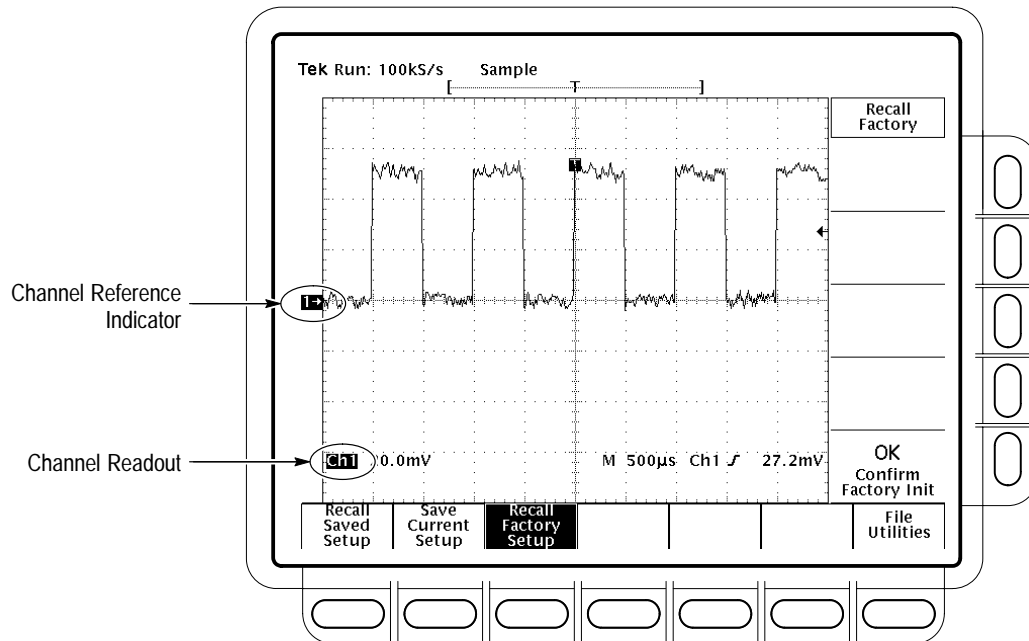 Tek Run: 100kS/s Sample
[ T ]
Recall
Factory
T
Channel Reference
Indicator
1→
Channel Readout
Ch1 0.0mV M 500µs Ch1 27.2mV
OK
Confirm
Factory Init
Recall
Saved
Setup
Save
Current
Setup
Recall
Factory
Setup
File
Utilities